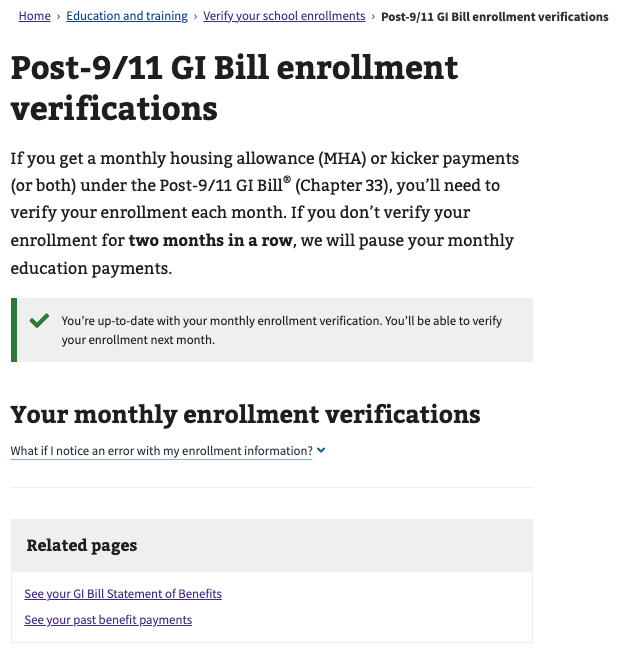 Home › Education and training › Verify your school enrollments › Post-9/11 GI Bill enrollment verifications
Post-9/11 GI Bill enrollment
verifications
If you get a monthly housing allowance (MHA) or kicker payments
(or both) under the Post-9/11 GI Bill® (Chapter 33), you’ll need to
verify your enrollment each month. If you don’t verify your
enrollment for two months in a row, we will pause your monthly
education payments.
You’re up-to-date with your monthly enrollment verification. You’ll be able to verify
your enrollment next month.
Your monthly enrollment verifications
What if I notice an error with my enrollment information?
Related pages
See your GI Bill Statement of Benefits
See your past benefit payments